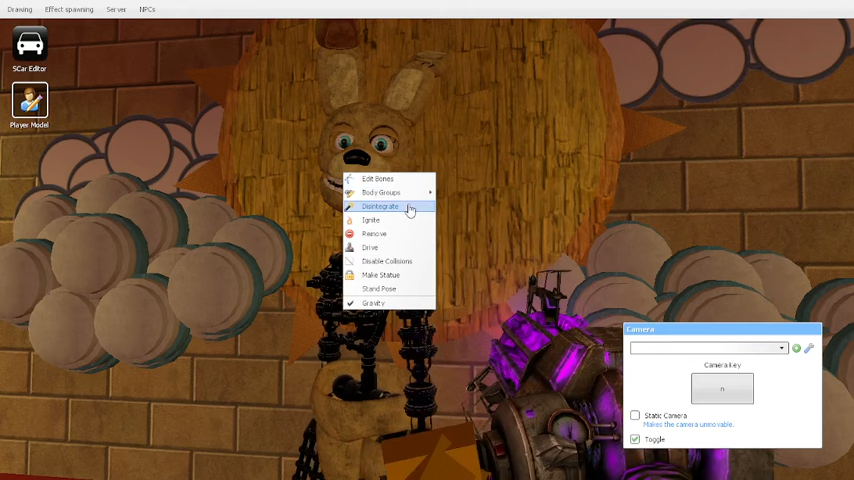 Drawing Effect spawning Server NPCs
SCar Editor
Player Model
Edit Bones
Body Groups
Disintegrate
Ignite
Remove
Drive
Disable Collisions
Make Statue
Stand Pose
Gravity
Camera
Camera Key
n
Static Camera
Makes the camera unmovable.
Toggle